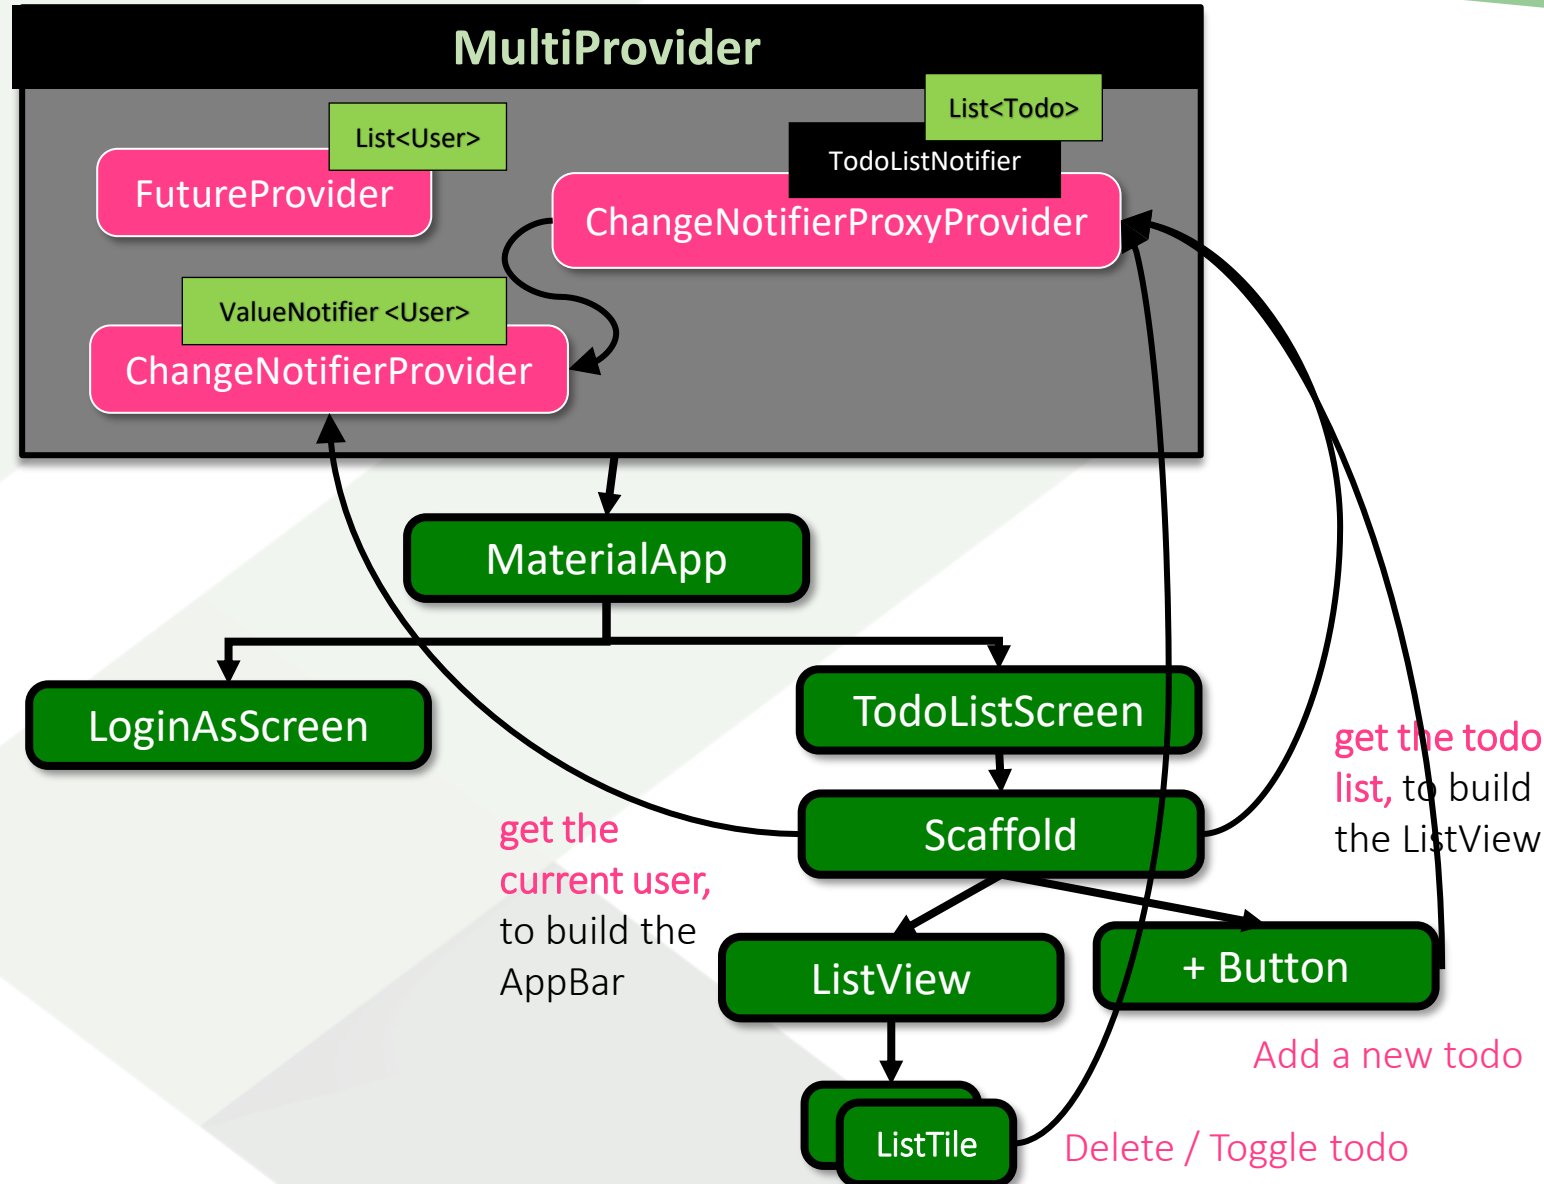 MultiProvider
List<User>
FutureProvider
List<Todo>
TodoListNotifier
ChangeNotifierProxyProvider
ValueNotifier <User>
ChangeNotifierProvider
MaterialApp
LoginAsScreen
TodoListScreen
get the todo
list, to build
the ListView
Scaffold
get the
current user,
to build the
AppBar
ListView
+ Button
Add a new todo
ListTile
Delete / Toggle todo